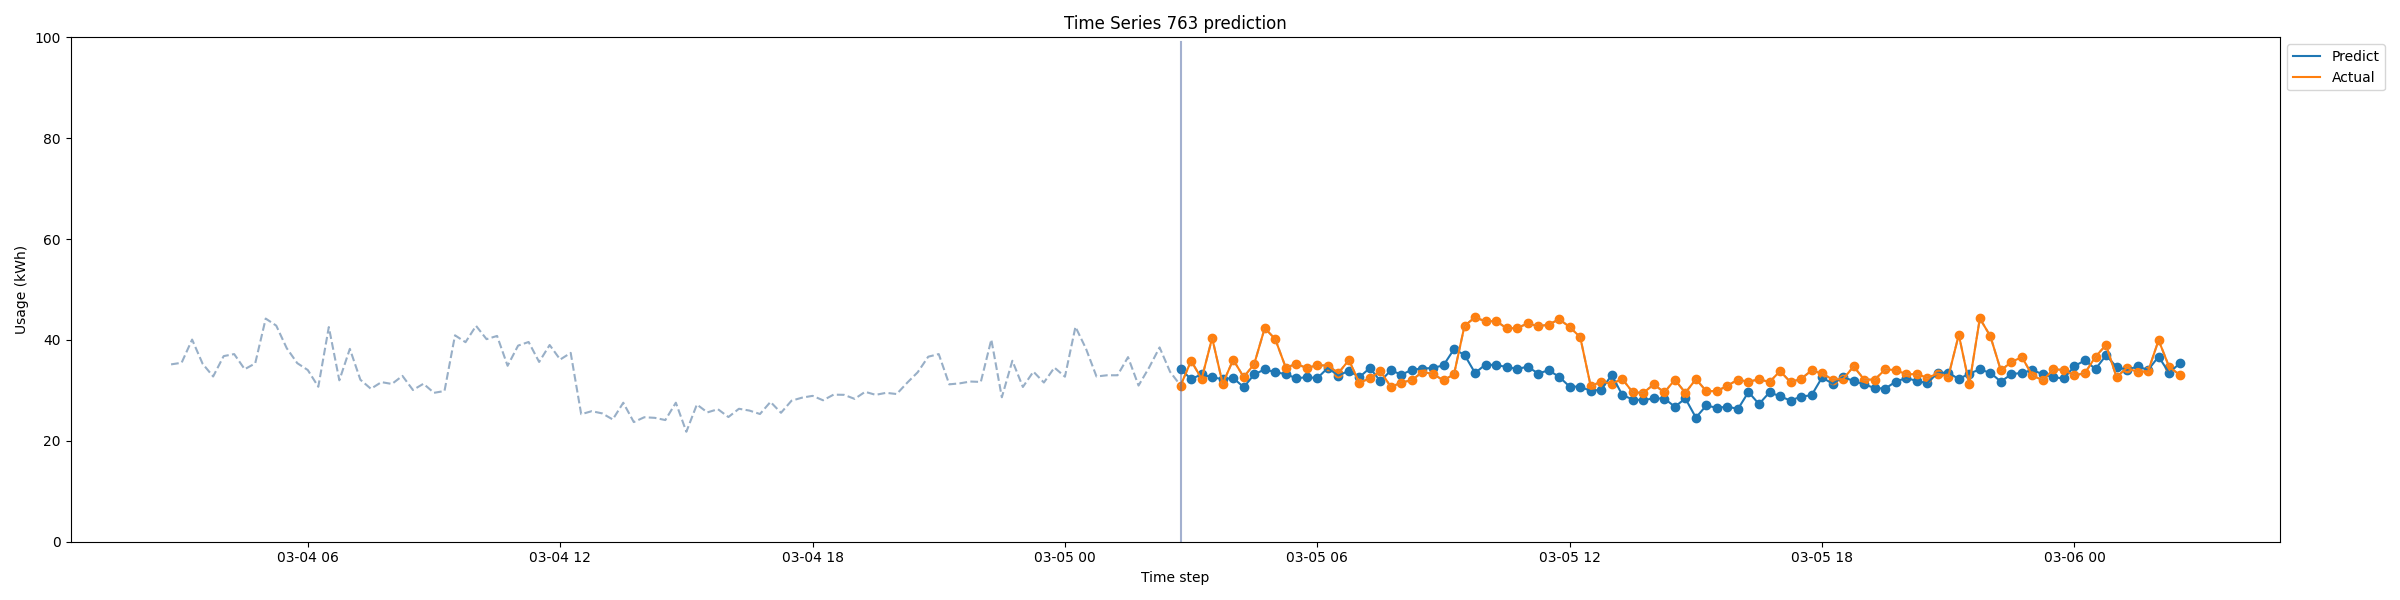 Time Series 763 prediction
100
80
60
40
20
0
Usage (kWh)
Predict
Actual
03-04 06
03-04 12
03-04 18
03-05 00
03-05 06
03-05 12
03-05 18
03-06 00
Time step